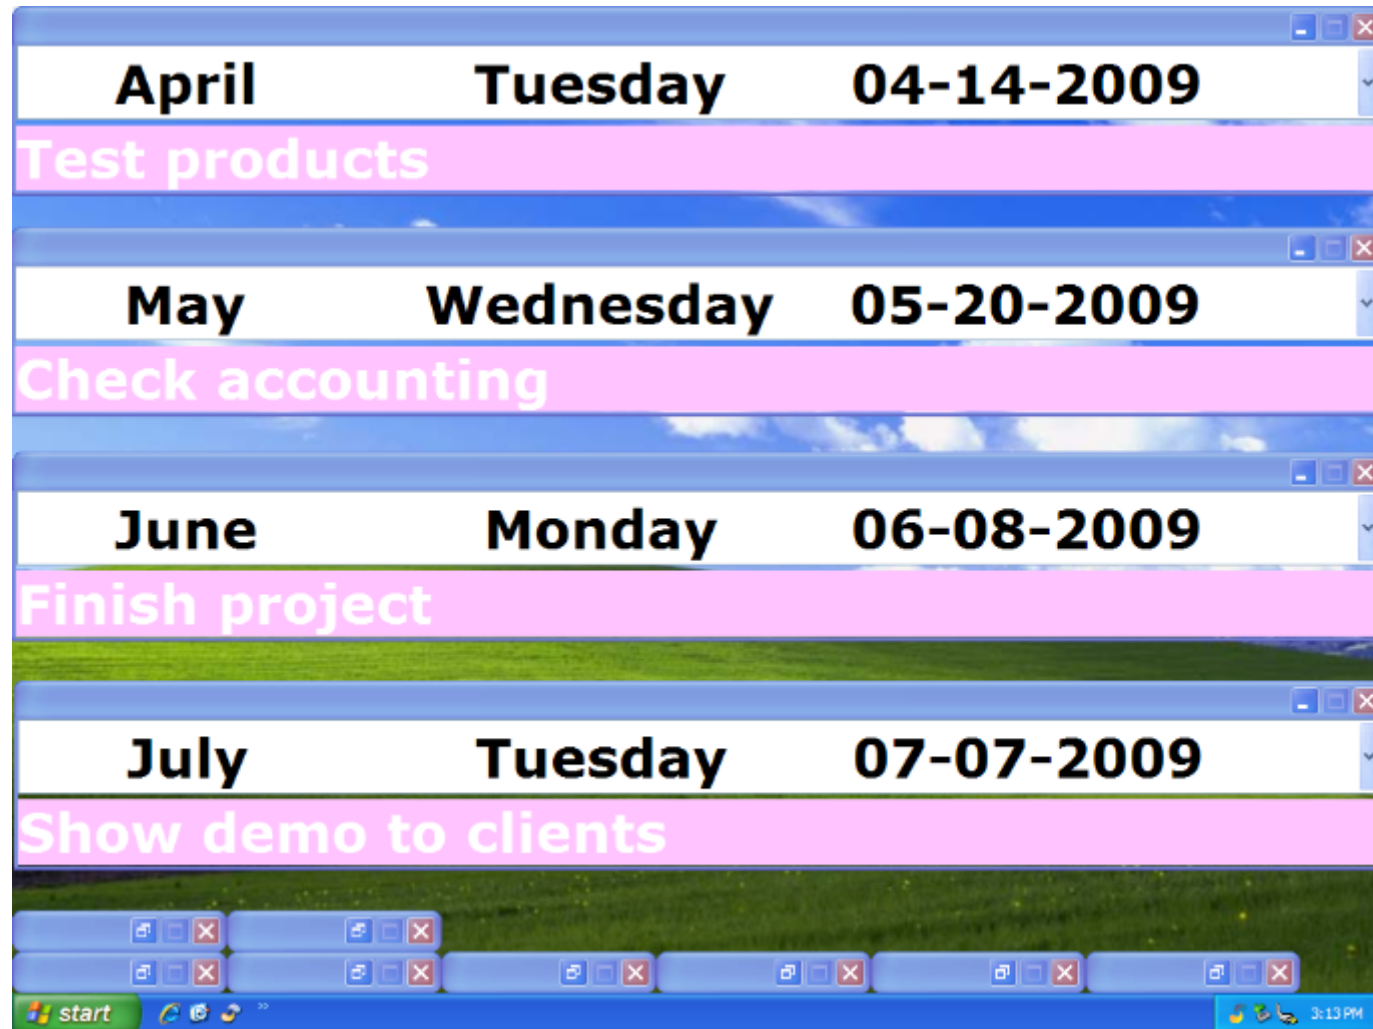 April Tuesday 04-14-2009
Test products
May Wednesday 05-20-2009
Check accounting
June Monday 06-08-2009
Finish project
July Tuesday 07-07-2009
Show demo to clients
start 3:13 PM